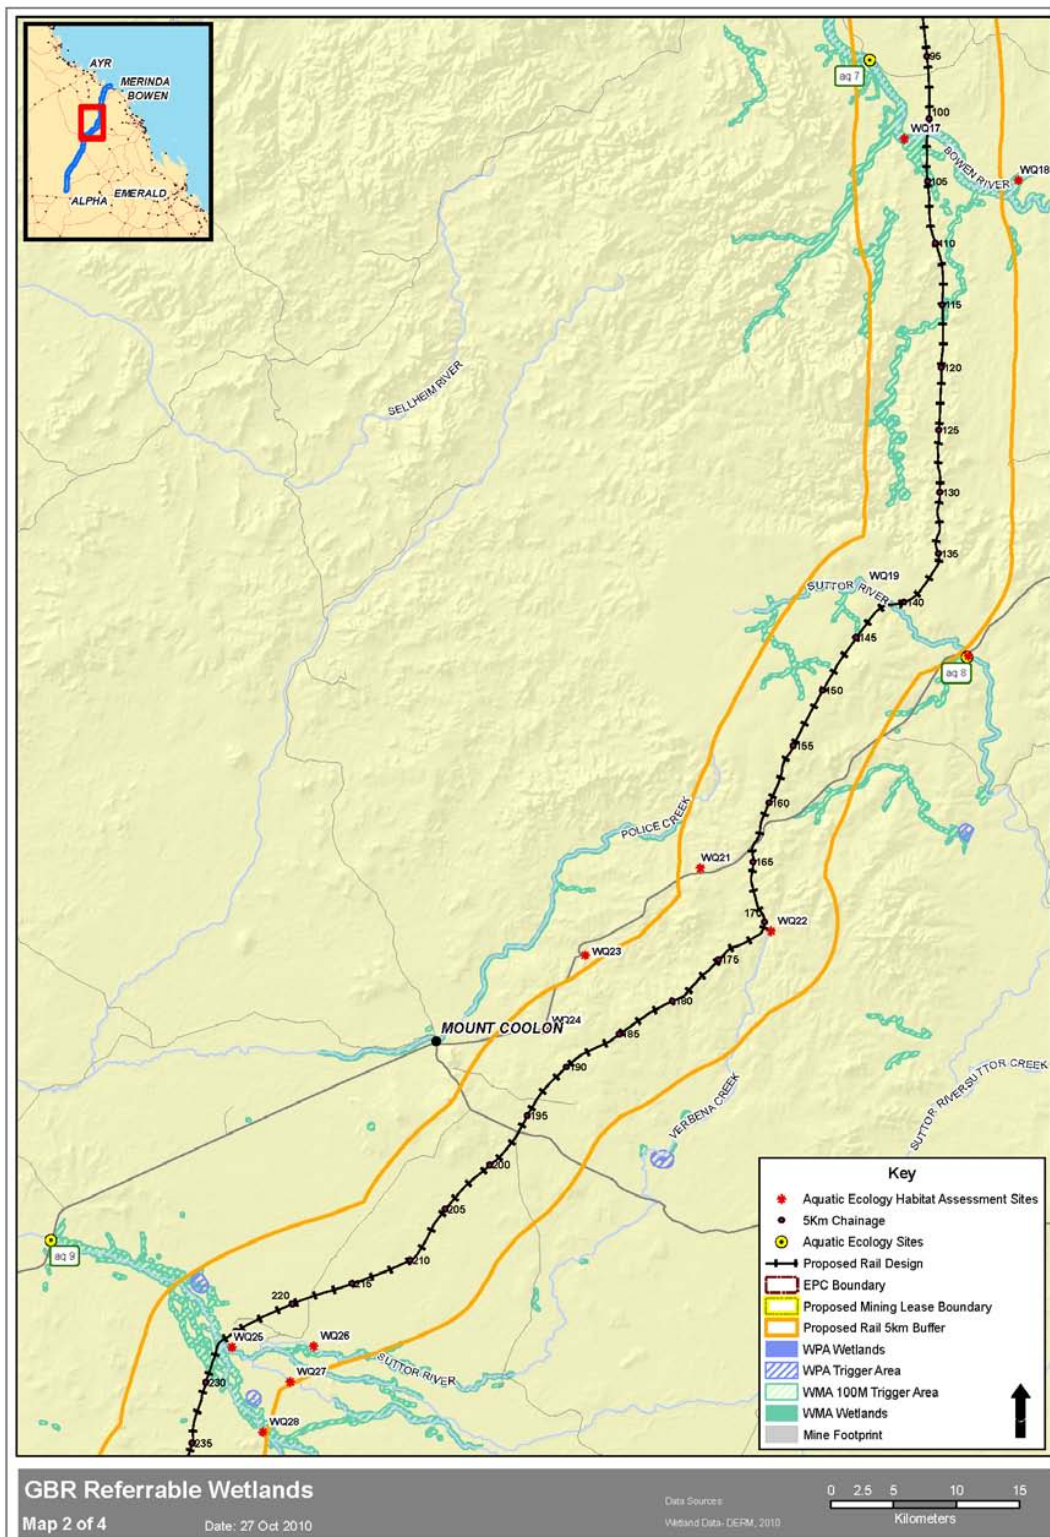 AYR
MERINDA
BOWEN
ALPHA
EMERALD
aq 7
95
100
WQ17
BOWEN RIVER
WQ18
105
110
115
120
125
130
135
SELLHEIM RIVER
SUTTOR RIVER
WQ19
140
145
aq 8
150
155
160
POLICE CREEK
WQ21
165
170
WQ22
WQ23
175
180
MOUNT COOLON
WQ24
185
190
VERBENA CREEK
SUTTOR RIVER
SUTTOR CREEK
195
200
205
aq 9
210
215
220
WQ25
WQ26
SUTTOR RIVER
WQ27
230
WQ28
235
Key
Aquatic Ecology Habitat Assessment Sites
5Km Chainage
Aquatic Ecology Sites
Proposed Rail Design
EPC Boundary
Proposed Mining Lease Boundary
Proposed Rail 5km Buffer
WPA Wetlands
WPA Trigger Area
WMA 100M Trigger Area
WMA Wetlands
Mine Footprint
GBR Referrable Wetlands
Map 2 of 4
Date: 27 Oct 2010
Data Sources:
Wetland Data- DERM, 2010
0 2.5 5 10 15
Kilometers